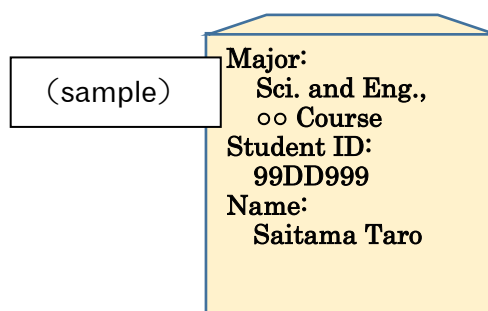 （sample）
Major:
Sci. and Eng.,
○○ Course
Student ID:
99DD999
Name:
Saitama Taro